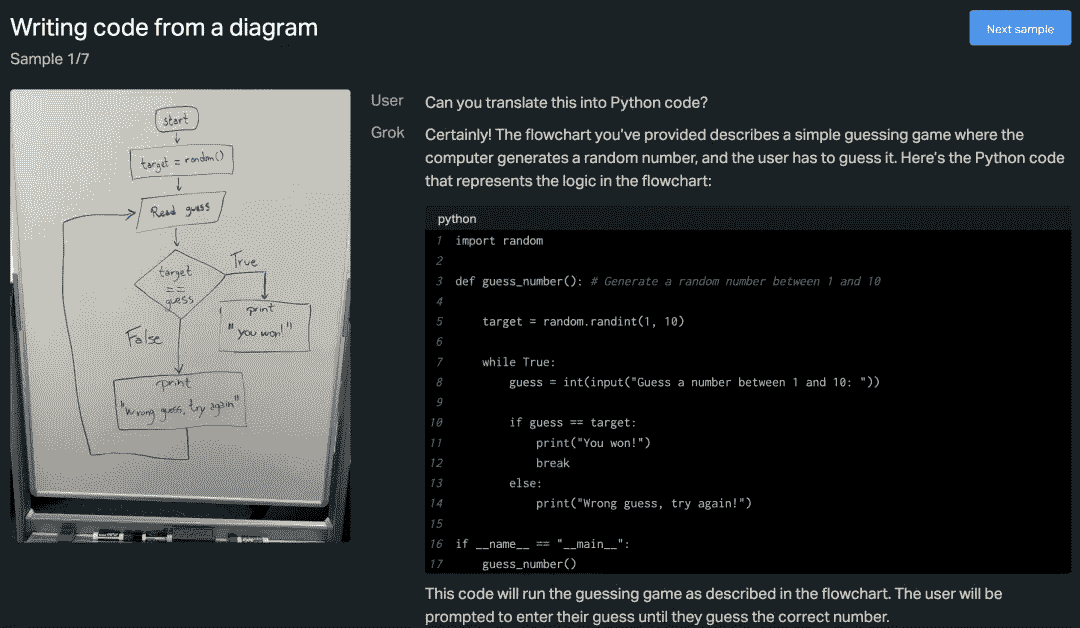 Writing code from a diagram
Next sample
Sample 1/7
start
target = random()
Read guess
target
==
guess
True
print
"you won!"
False
print
"Wrong guess, try again"
User
Can you translate this into Python code?
Grok
Certainly! The flowchart you've provided describes a simple guessing game where the
computer generates a random number, and the user has to guess it. Here's the Python code
that represents the logic in the flowchart:
python
1 import random
2
3 def guess_number(): # Generate a random number between 1 and 10
4
5     target = random.randint(1, 10)
6
7     while True:
8         guess = int(input("Guess a number between 1 and 10: "))
9
10         if guess == target:
11             print("You won!")
12             break
13         else:
14             print("Wrong guess, try again!")
15
16 if __name__ == "__main__":
17     guess_number()
This code will run the guessing game as described in the flowchart. The user will be
prompted to enter their guess until they guess the correct number.